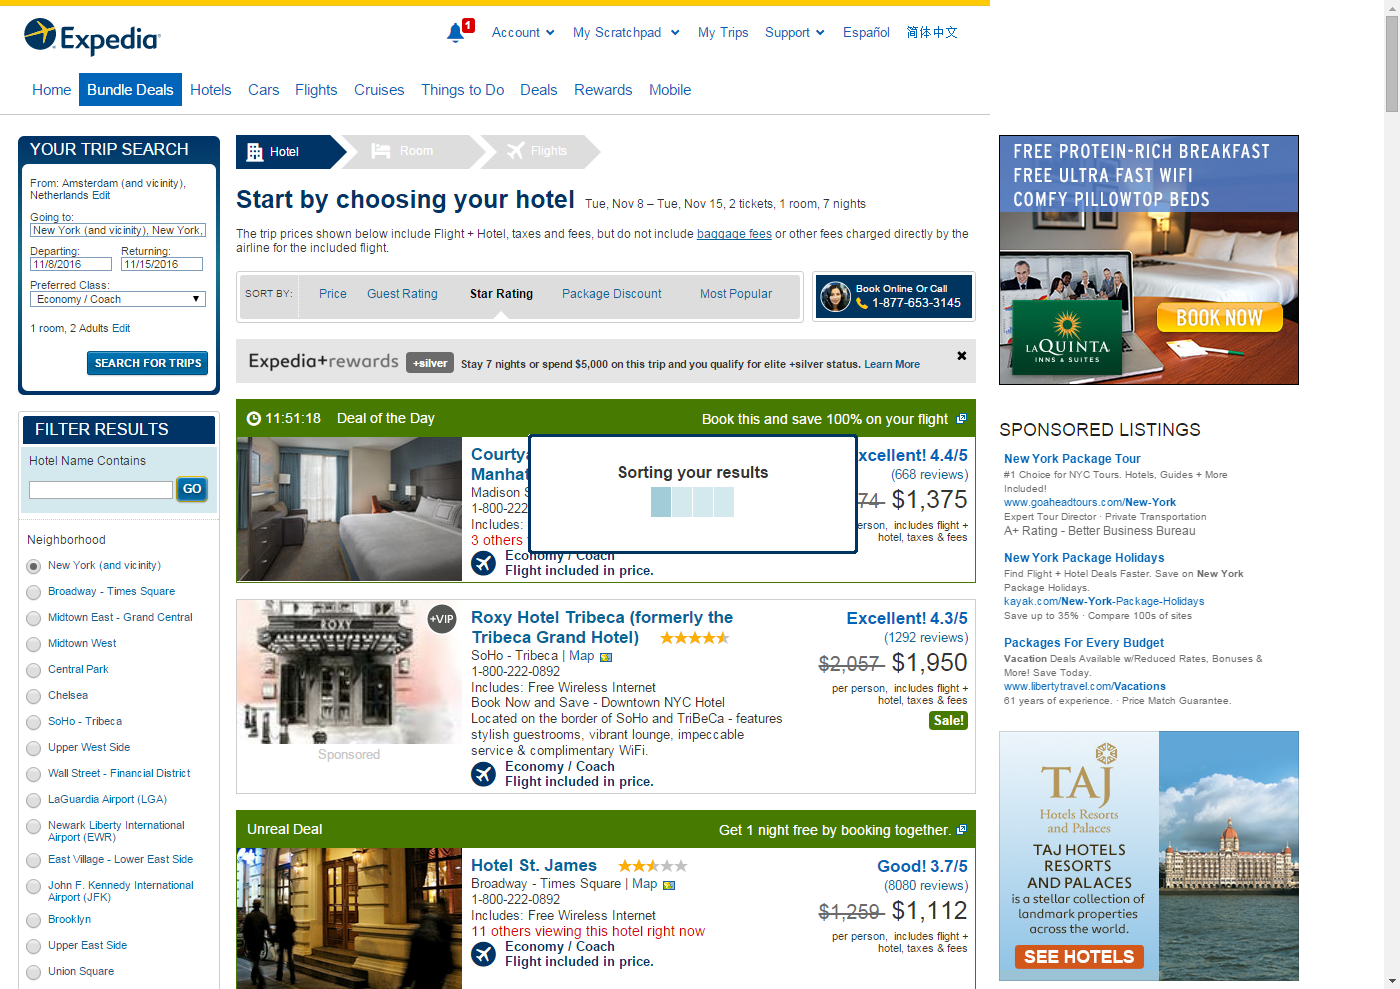 Expedia
1
Account
My Scratchpad
My Trips
Support
Español
简体中文
Home
Bundle Deals
Hotels
Cars
Flights
Cruises
Things to Do
Deals
Rewards
Mobile
YOUR TRIP SEARCH
From: Amsterdam (and vicinity),
Netherlands Edit
Going to:
New York (and vicinity), New York,
Departing:
Returning:
11/8/2016
11/15/2016
Preferred Class:
Economy / Coach
1 room, 2 Adults Edit
SEARCH FOR TRIPS
FILTER RESULTS
Hotel Name Contains
GO
Neighborhood
New York (and vicinity)
Broadway - Times Square
Midtown East - Grand Central
Midtown West
Central Park
Chelsea
SoHo - Tribeca
Upper West Side
Wall Street - Financial District
LaGuardia Airport (LGA)
Newark Liberty International
Airport (EWR)
East Village - Lower East Side
John F. Kennedy International
Airport (JFK)
Brooklyn
Upper East Side
Union Square
Hotel
Room
Flights
Start by choosing your hotel
Tue, Nov 8 – Tue, Nov 15, 2 tickets, 1 room, 7 nights
The trip prices shown below include Flight + Hotel, taxes and fees, but do not include baggage fees or other fees charged directly by the
airline for the included flight.
SORT BY:
Price
Guest Rating
Star Rating
Package Discount
Most Popular
Book Online Or Call
1-877-653-3145
Expedia+rewards
+silver
Stay 7 nights or spend $5,000 on this trip and you qualify for elite +silver status. Learn More
11:51:18
Deal of the Day
Book this and save 100% on your flight
Manhat
Madison S
1-800-222
Includes:
3 others
Economy / Coach
Flight included in price.
Sorting your results
xcellent! 4.4/5
(668 reviews)
74
$1,375
erson, includes flight +
hotel, taxes & fees
ROXY
+VIP
Sponsored
Roxy Hotel Tribeca (formerly the
Tribeca Grand Hotel)
SoHo - Tribeca | Map
1-800-222-0892
Includes: Free Wireless Internet
Book Now and Save - Downtown NYC Hotel
Located on the border of SoHo and TriBeCa - features
stylish guestrooms, vibrant lounge, impeccable
service & complimentary WiFi.
Economy / Coach
Flight included in price.
Excellent! 4.3/5
(1292 reviews)
$2,057
$1,950
per person, includes flight +
hotel, taxes & fees
Sale!
Unreal Deal
Get 1 night free by booking together.
Hotel St. James
Broadway - Times Square | Map
1-800-222-0892
Includes: Free Wireless Internet
11 others viewing this hotel right now
Economy / Coach
Flight included in price.
Good! 3.7/5
(8080 reviews)
$1,259
$1,112
per person, includes flight +
hotel, taxes & fees
FREE PROTEIN-RICH BREAKFAST
FREE ULTRA FAST WIFI
COMFY PILLOWTOP BEDS
LAQUINTA
INNS & SUITES
BOOK NOW
SPONSORED LISTINGS
New York Package Tour
#1 Choice for NYC Tours. Hotels, Guides + More
Included!
www.goaheadtours.com/New-York
Expert Tour Director · Private Transportation
A+ Rating - Better Business Bureau
New York Package Holidays
Find Flight + Hotel Deals Faster. Save on New York
Package Holidays.
kayak.com/New-York-Package-Holidays
Save up to 35% · Compare 100s of sites
Packages For Every Budget
Vacation Deals Available w/Reduced Rates, Bonuses &
More! Save Today.
www.libertytravel.com/Vacations
61 years of experience. · Price Match Guarantee.
TAJ
Hotels Resorts
and Palaces
TAJ HOTELS
RESORTS
AND PALACES
is a stellar collection of
landmark properties
across the world.
SEE HOTELS